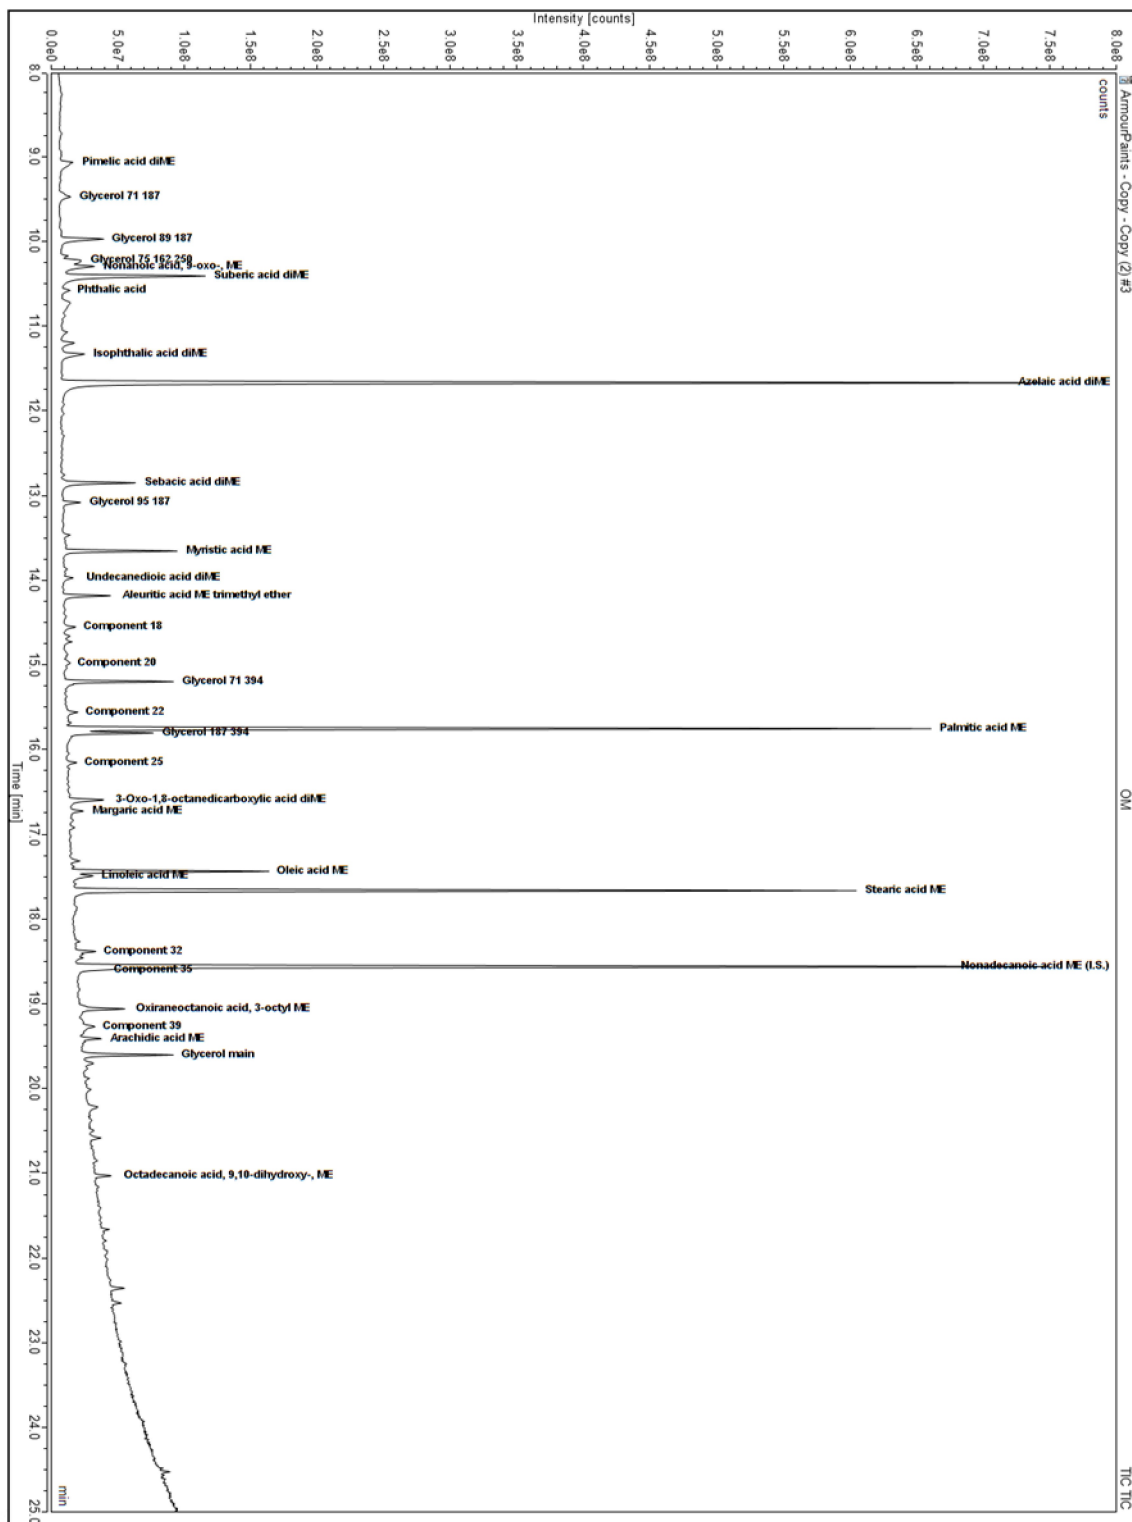 ArmourPaints - Copy - Copy (2) #3
OM
TIC TIC
Intensity [counts]
counts
8.0e8
7.5e8
7.0e8
6.5e8
6.0e8
5.5e8
5.0e8
4.5e8
4.0e8
3.5e8
3.0e8
2.5e8
2.0e8
1.5e8
1.0e8
5.0e7
0.0e0
Pimelic acid diME
Glycerol 71 187
Glycerol 89 187
Glycerol 75 162 250
Nonanoic acid, 9-oxo-, ME
Suberic acid diME
Phthalic acid
Isophthalic acid diME
Azelaic acid diME
Sebacic acid diME
Glycerol 95 187
Myristic acid ME
Undecanedioic acid diME
Aleuritic acid ME trimethyl ether
Component 18
Component 20
Glycerol 71 394
Component 22
Palmitic acid ME
Glycerol 187 394
Component 25
3-Oxo-1,8-octanedicarboxylic acid diME
Margaric acid ME
Oleic acid ME
Linoleic acid ME
Stearic acid ME
Component 32
Nonadecanoic acid ME (I.S.)
Component 35
Oxiraneoctanoic acid, 3-octyl ME
Component 39
Arachidic acid ME
Glycerol main
Octadecanoic acid, 9,10-dihydroxy-, ME
min
8.0
9.0
10.0
11.0
12.0
13.0
14.0
15.0
16.0
17.0
18.0
19.0
20.0
21.0
22.0
23.0
24.0
25.0
Time [min]